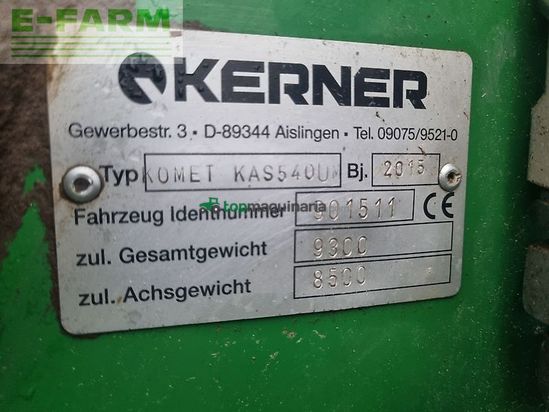 E-FARM
KERNER
Gewerbestr. 3 • D-89344 Aislingen • Tel. 09075/9521-0
Typ KOMET KAS540U Bj. 2015
topmaquinaria
Fahrzeug Identnummer 901511 CE
zul. Gesamtgewicht 9300
zul. Achsgewicht 8500